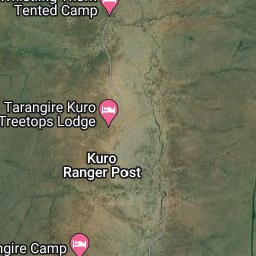 Tented Camp
Tarangire Kuro
Treetops Lodge
Kuro
Ranger Post
ngire Camp